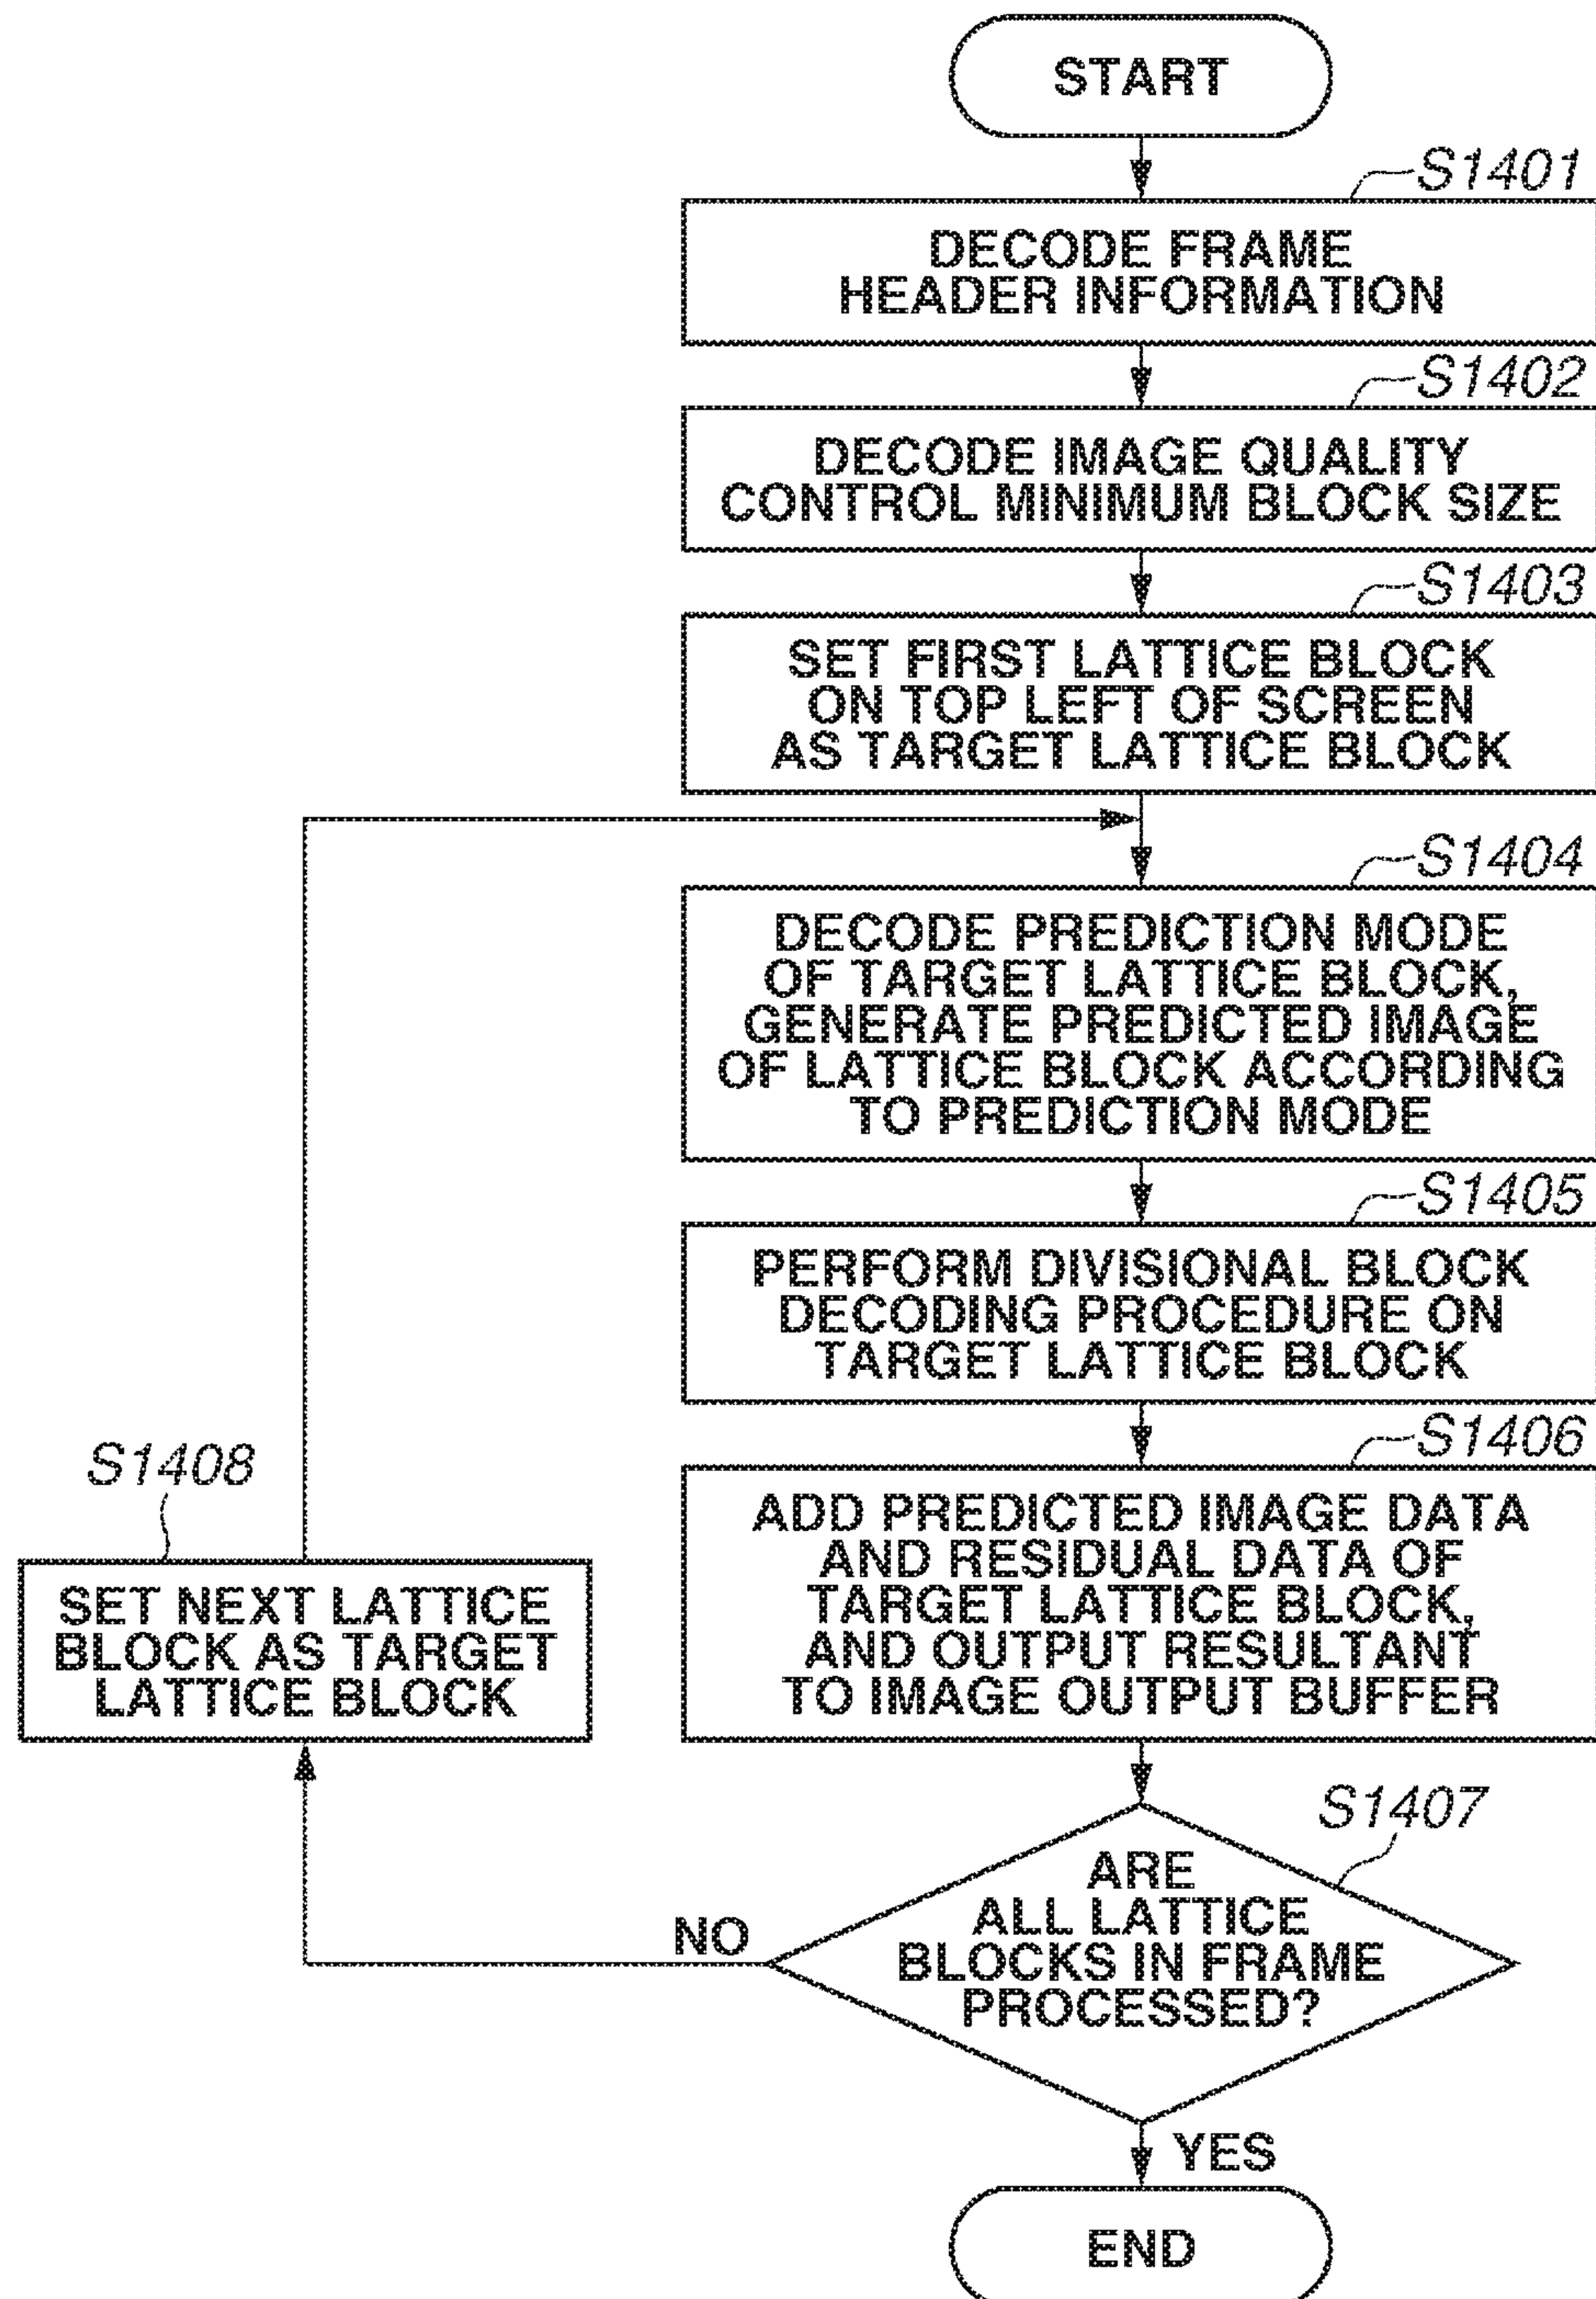 START
S1401
DECODE FRAME
HEADER INFORMATION
S1402
DECODE IMAGE QUALITY
CONTROL MINIMUM BLOCK SIZE
S1403
SET FIRST LATTICE BLOCK
ON TOP LEFT OF SCREEN
AS TARGET LATTICE BLOCK
S1404
DECODE PREDICTION MODE
OF TARGET LATTICE BLOCK,
GENERATE PREDICTED IMAGE
OF LATTICE BLOCK ACCORDING
TO PREDICTION MODE
S1405
PERFORM DIVISIONAL BLOCK
DECODING PROCEDURE ON
TARGET LATTICE BLOCK
S1406
ADD PREDICTED IMAGE DATA
AND RESIDUAL DATA OF
TARGET LATTICE BLOCK,
AND OUTPUT RESULTANT
TO IMAGE OUTPUT BUFFER
S1407
ARE
ALL LATTICE
BLOCKS IN FRAME
PROCESSED?
NO
S1408
SET NEXT LATTICE
BLOCK AS TARGET
LATTICE BLOCK
YES
END